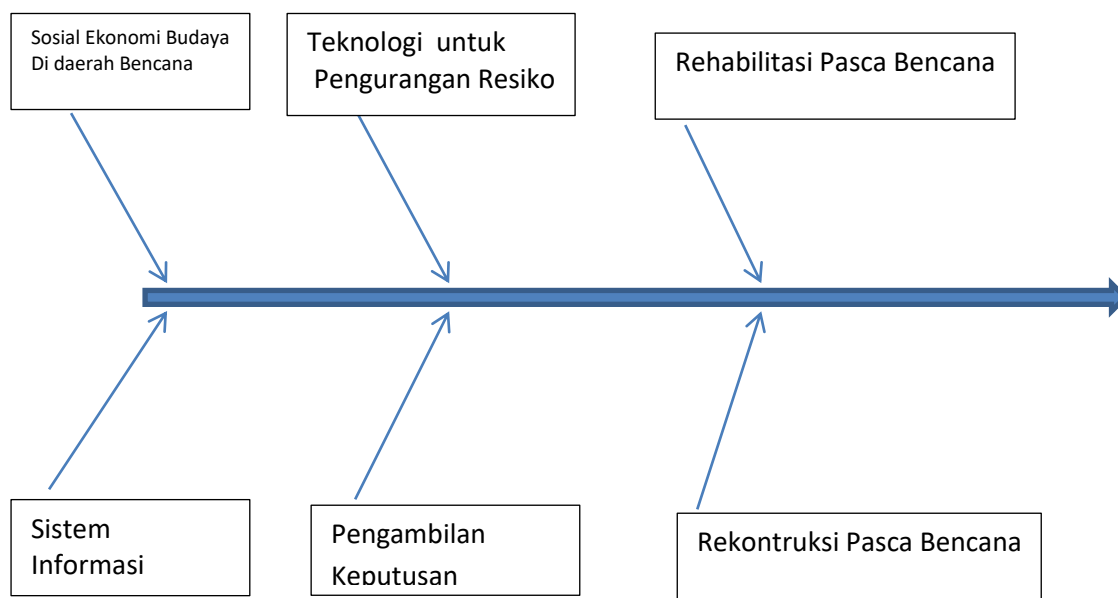 Sosial Ekonomi Budaya
Di daerah Bencana
Teknologi untuk
Pengurangan Resiko
Rehabilitasi Pasca Bencana
Sistem
Informasi
Pengambilan
Keputusan
Rekontruksi Pasca Bencana